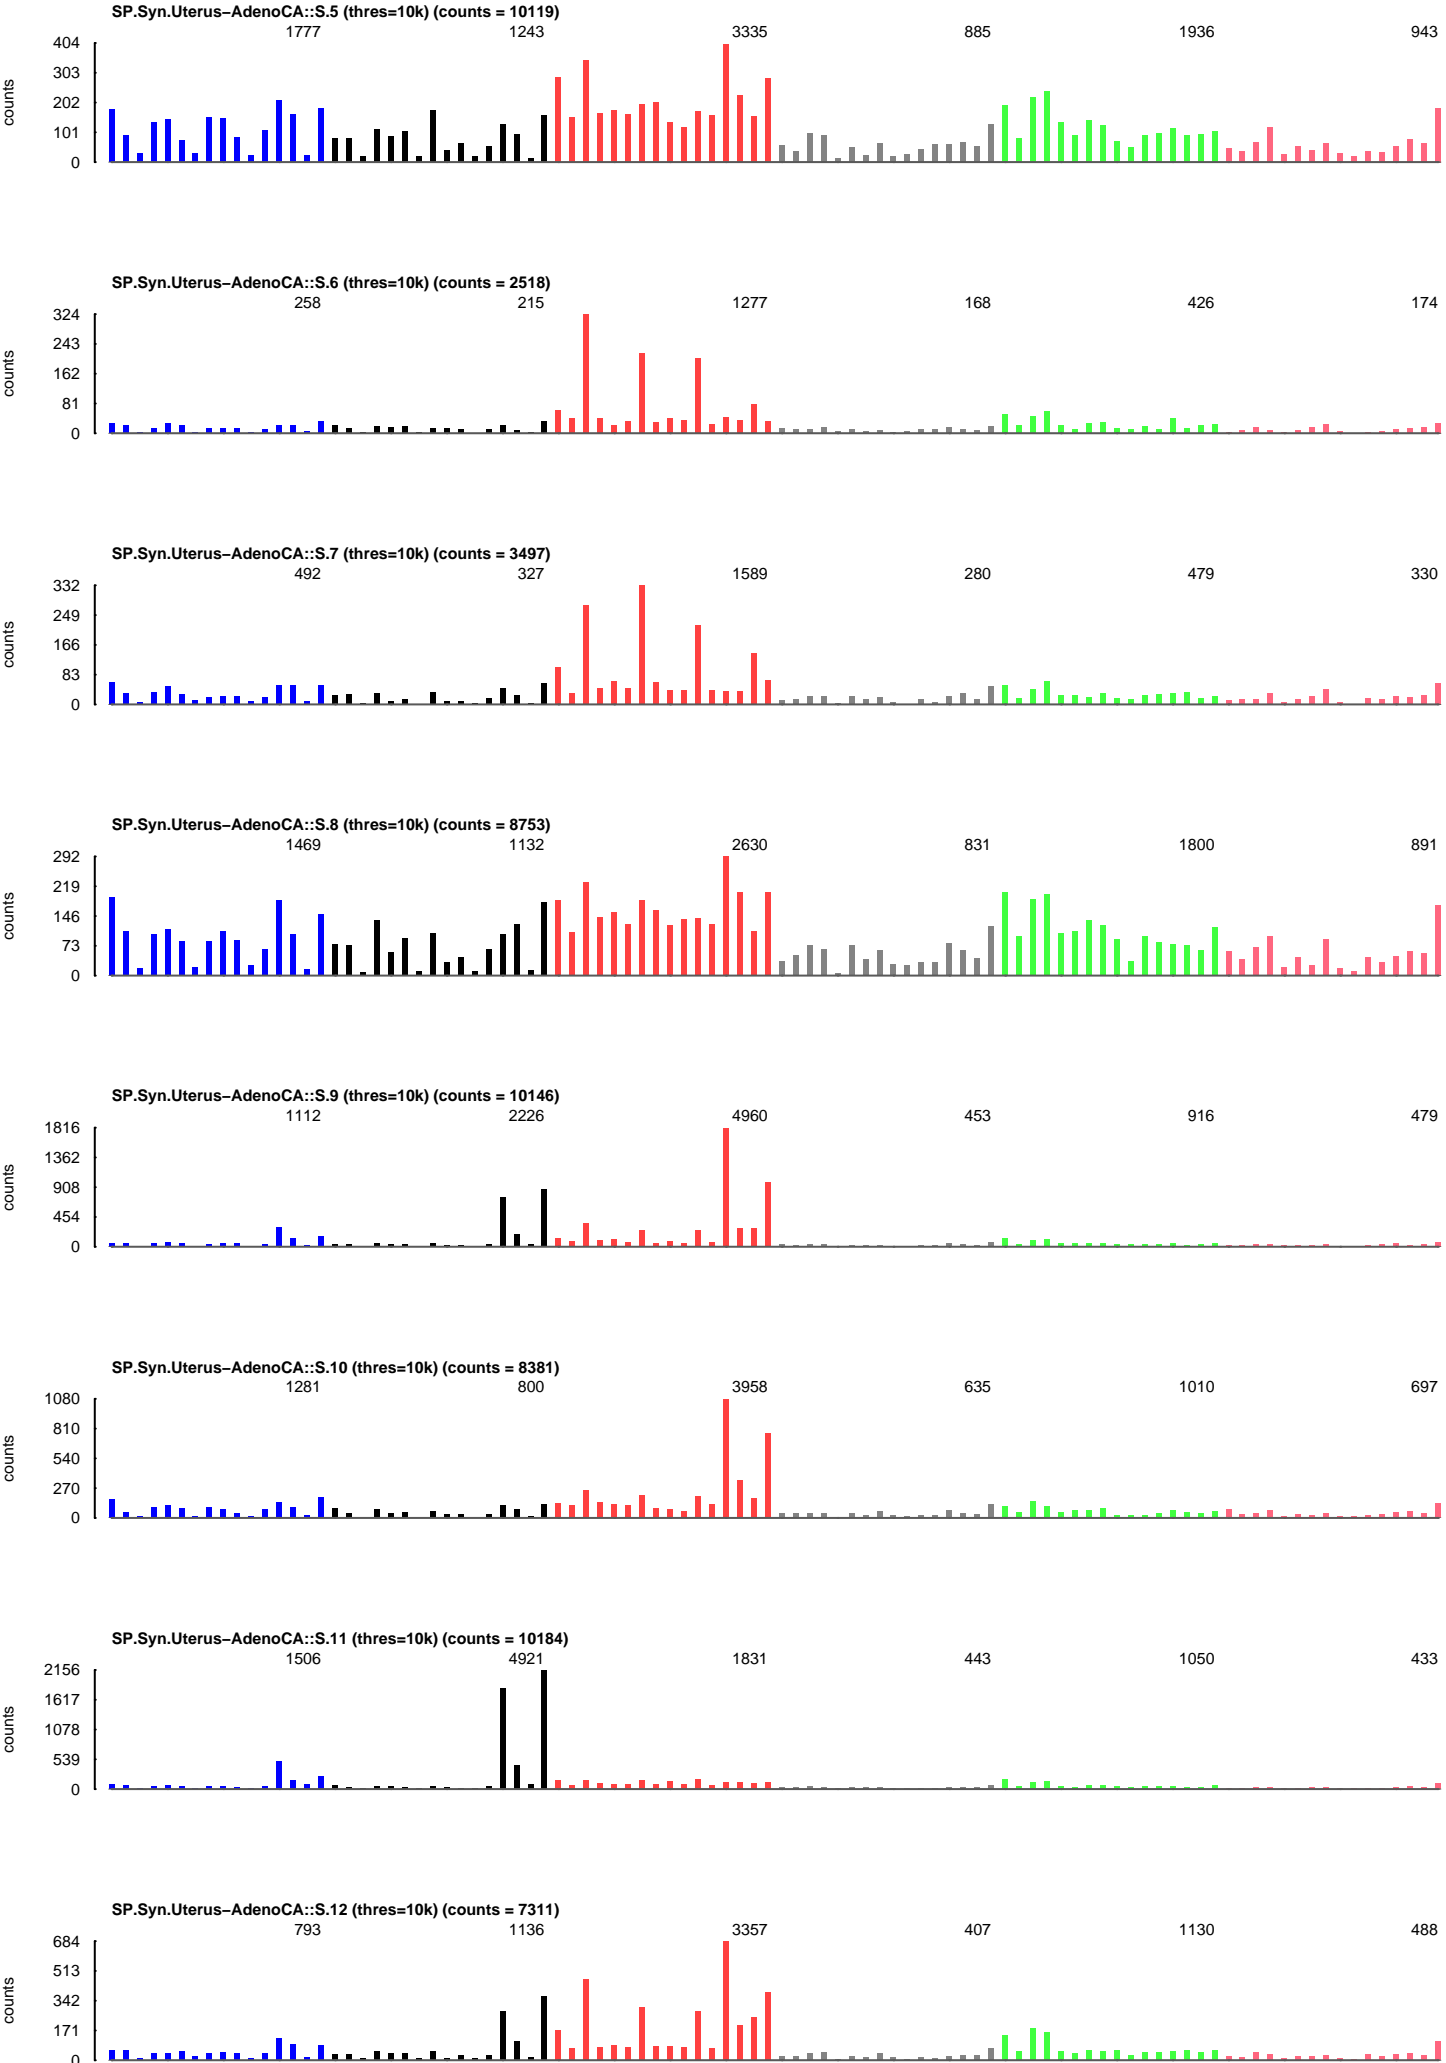 SP.Syn.Uterus−AdenoCA::S.5 (thres=10k) (counts = 10119)
1777 1243 3335 885 1936 943
404
303
202
101
0
counts
SP.Syn.Uterus−AdenoCA::S.6 (thres=10k) (counts = 2518)
258 215 1277 168 426 174
324
243
162
81
0
counts
SP.Syn.Uterus−AdenoCA::S.7 (thres=10k) (counts = 3497)
492 327 1589 280 479 330
332
249
166
83
0
counts
SP.Syn.Uterus−AdenoCA::S.8 (thres=10k) (counts = 8753)
1469 1132 2630 831 1800 891
292
219
146
73
0
counts
SP.Syn.Uterus−AdenoCA::S.9 (thres=10k) (counts = 10146)
1112 2226 4960 453 916 479
1816
1362
908
454
0
counts
SP.Syn.Uterus−AdenoCA::S.10 (thres=10k) (counts = 8381)
1281 800 3958 635 1010 697
1080
810
540
270
0
counts
SP.Syn.Uterus−AdenoCA::S.11 (thres=10k) (counts = 10184)
1506 4921 1831 443 1050 433
2156
1617
1078
539
0
counts
SP.Syn.Uterus−AdenoCA::S.12 (thres=10k) (counts = 7311)
793 1136 3357 407 1130 488
684
513
342
171
0
counts